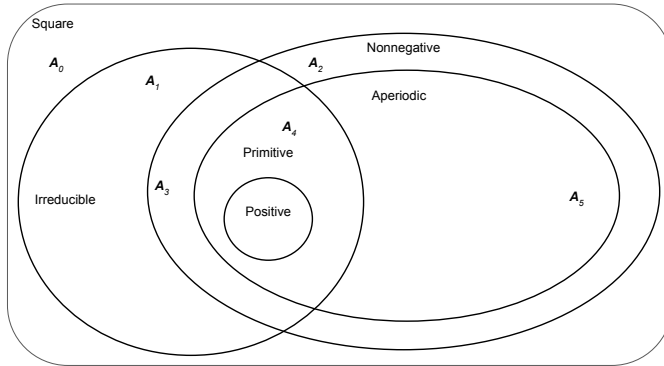 Square
Nonnegative
A₀
A₂
A₁
Aperiodic
A₄
Primitive
A₃
Irreducible
A₅
Positive